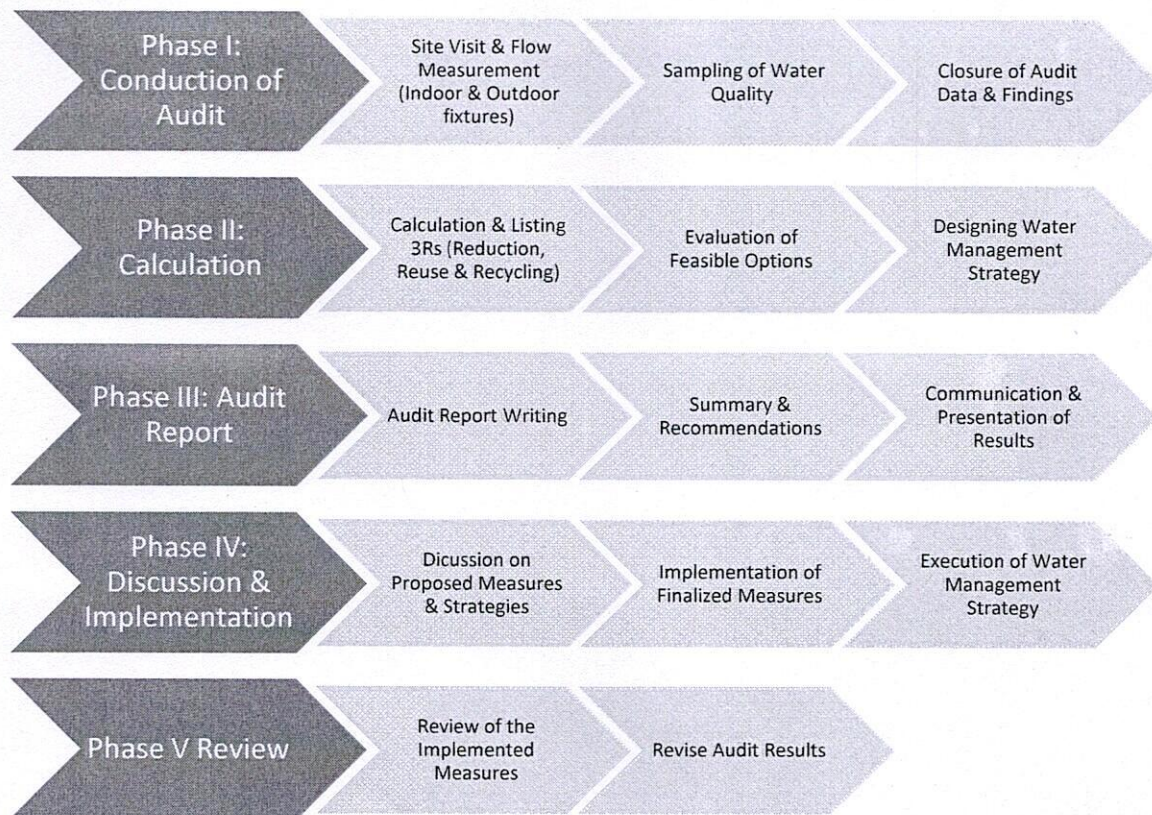 Phase I:
Conduction of
Audit
Site Visit & Flow
Measurement
(Indoor & Outdoor
fixtures)
Sampling of Water
Quality
Closure of Audit
Data & Findings
Phase II:
Calculation
Calculation & Listing
3Rs (Reduction,
Reuse & Recycling)
Evaluation of
Feasible Options
Designing Water
Management
Strategy
Phase III: Audit
Report
Audit Report Writing
Summary &
Recommendations
Communication &
Presentation of
Results
Phase IV:
Discussion &
Implementation
Dicussion on
Proposed Measures
& Strategies
Implementation of
Finalized Measures
Execution of Water
Management
Strategy
Phase V Review
Review of the
Implemented
Measures
Revise Audit Results